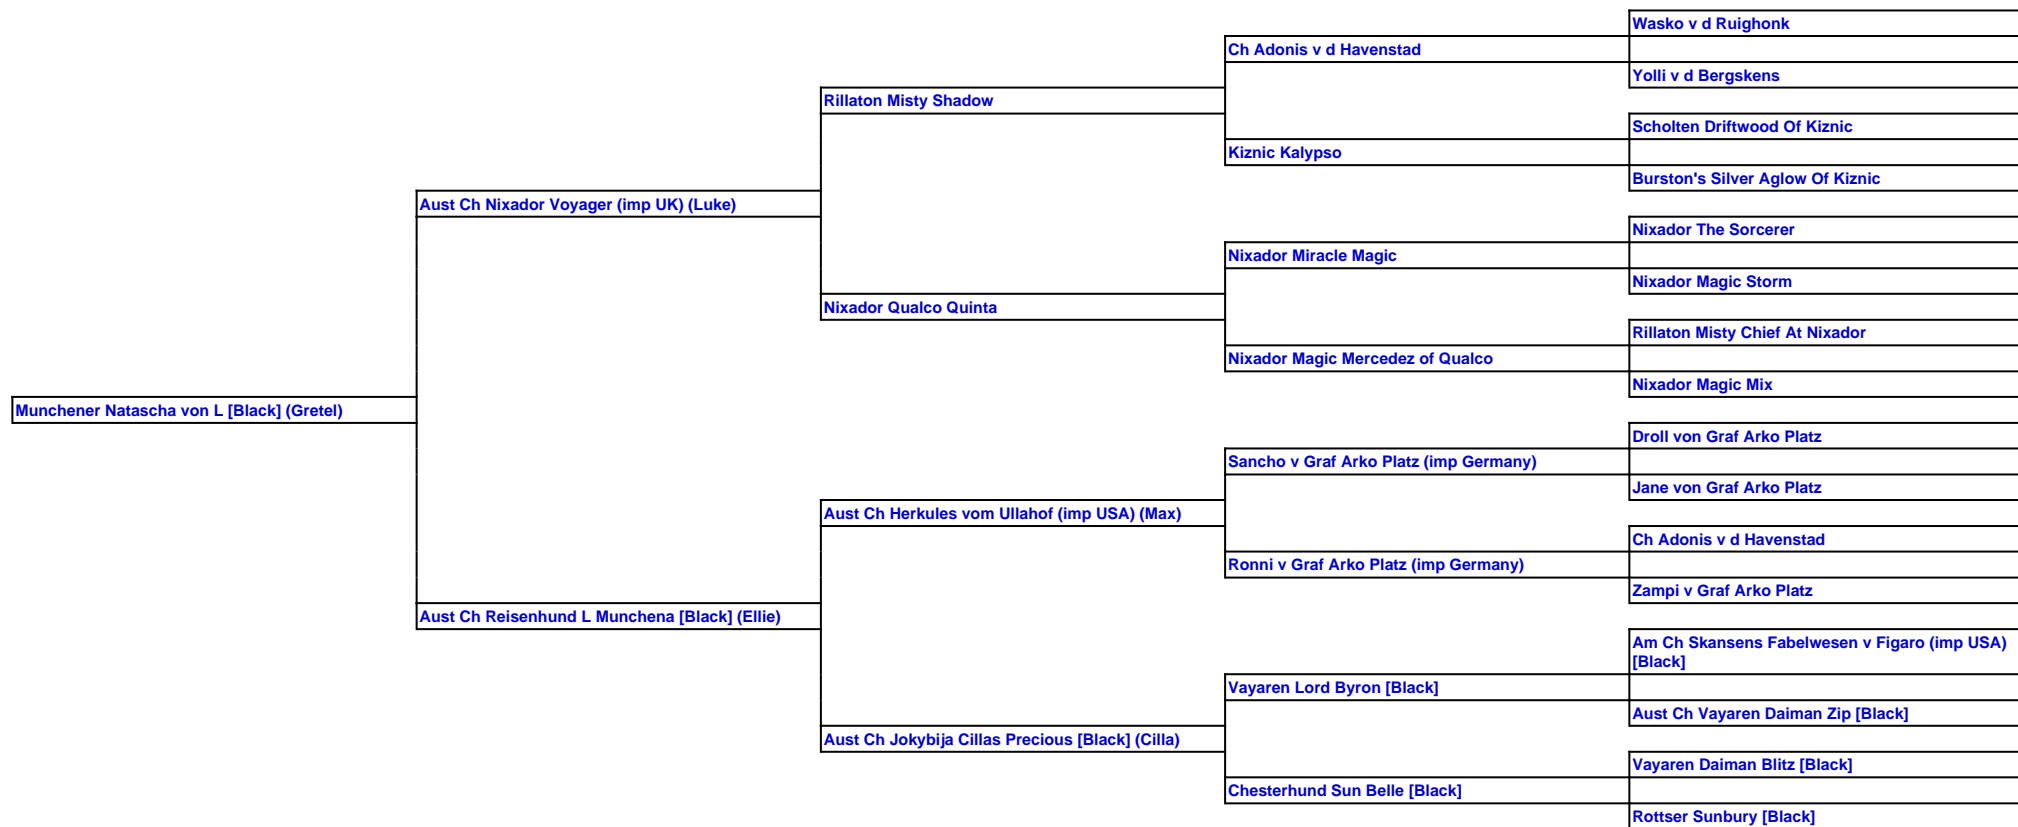 Wasko v d Ruighonk
Ch Adonis v d Havenstad
Yolli v d Bergskens
Rillaton Misty Shadow
Scholten Driftwood Of Kiznic
Kiznic Kalypso
Burston's Silver Aglow Of Kiznic
Aust Ch Nixador Voyager (imp UK) (Luke)
Nixador The Sorcerer
Nixador Miracle Magic
Nixador Magic Storm
Nixador Qualco Quinta
Rillaton Misty Chief At Nixador
Nixador Magic Mercedez of Qualco
Nixador Magic Mix
Munchener Natascha von L [Black] (Gretel)
Droll von Graf Arko Platz
Sancho v Graf Arko Platz (imp Germany)
Jane von Graf Arko Platz
Aust Ch Herkules vom Ullahof (imp USA) (Max)
Ch Adonis v d Havenstad
Ronni v Graf Arko Platz (imp Germany)
Zampi v Graf Arko Platz
Aust Ch Reisenhund L Munchena [Black] (Ellie)
Am Ch Skansens Fabelwesen v Figaro (imp USA)
[Black]
Vayaren Lord Byron [Black]
Aust Ch Vayaren Daiman Zip [Black]
Aust Ch Jokybija Cillas Precious [Black] (Cilla)
Vayaren Daiman Blitz [Black]
Chesterhund Sun Belle [Black]
Rottser Sunbury [Black]